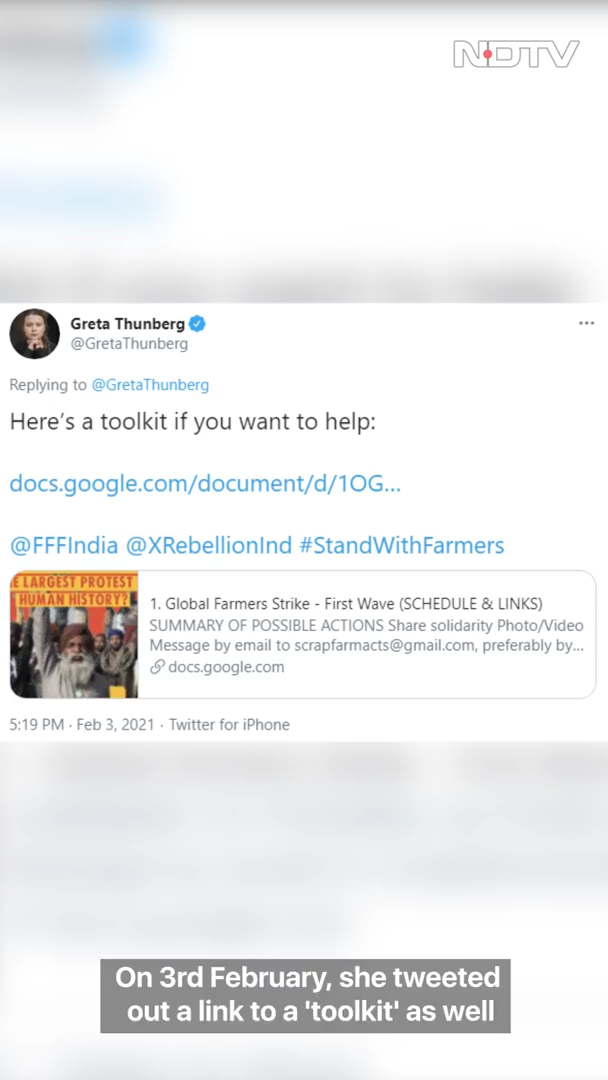 NDTV
Greta Thunberg
@GretaThunberg
Replying to @GretaThunberg
Here's a toolkit if you want to help:
docs.google.com/document/d/1OG...
@FFFIndia @XRebellionInd #StandWithFarmers
E LARGEST PROTEST
HUMAN HISTORY?
1. Global Farmers Strike - First Wave (SCHEDULE & LINKS)
SUMMARY OF POSSIBLE ACTIONS Share solidarity Photo/Video
Message by email to scrapfarmacts@gmail.com, preferably by...
docs.google.com
5:19 PM · Feb 3, 2021 · Twitter for iPhone
On 3rd February, she tweeted
out a link to a 'toolkit' as well